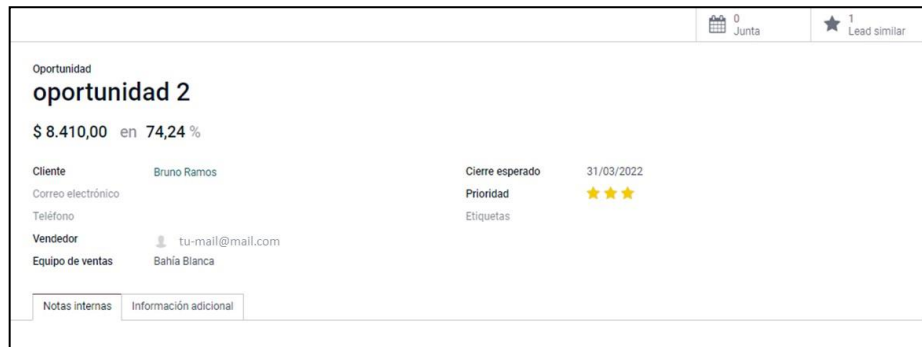 0
Junta
1
Lead similar
Oportunidad
oportunidad 2
$ 8.410,00 en 74,24 %
Cliente Bruno Ramos
Correo electrónico
Teléfono
Vendedor tu-mail@mail.com
Equipo de ventas Bahía Blanca
Cierre esperado 31/03/2022
Prioridad
Etiquetas
Notas internas Información adicional